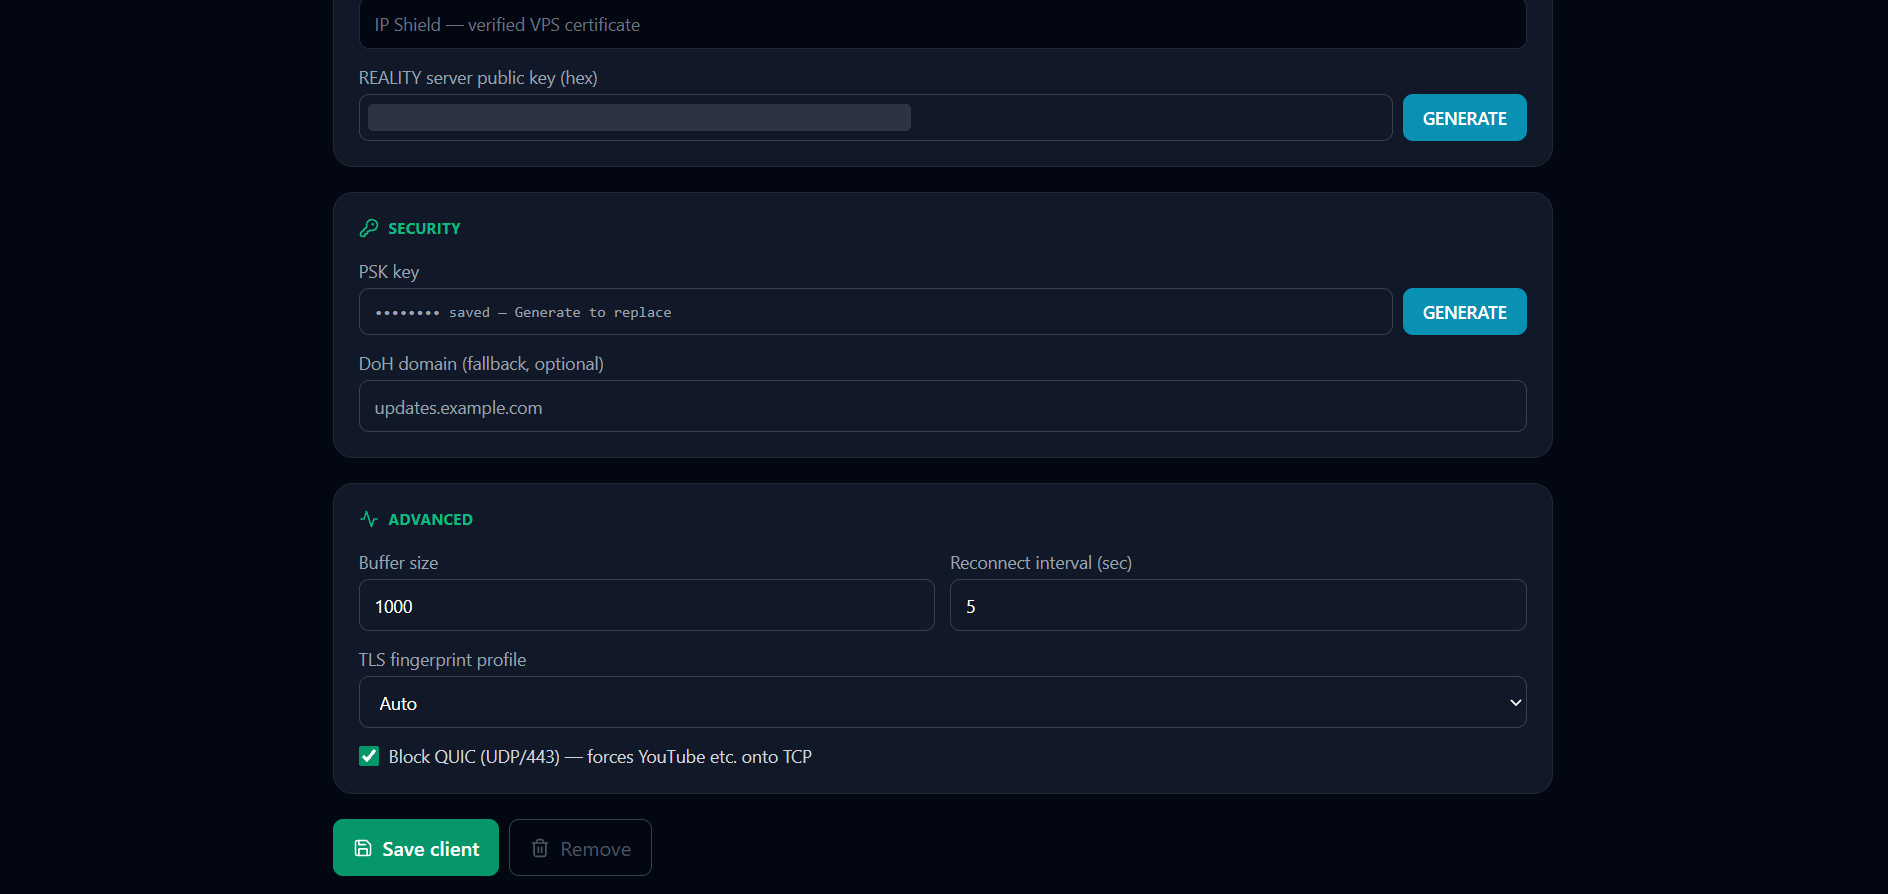 IP Shield — verified VPS certificate
REALITY server public key (hex)
GENERATE
SECURITY
PSK key
•••••••• saved — Generate to replace
GENERATE
DoH domain (fallback, optional)
updates.example.com
ADVANCED
Buffer size
Reconnect interval (sec)
1000
5
TLS fingerprint profile
Auto
Block QUIC (UDP/443) — forces YouTube etc. onto TCP
Save client
Remove